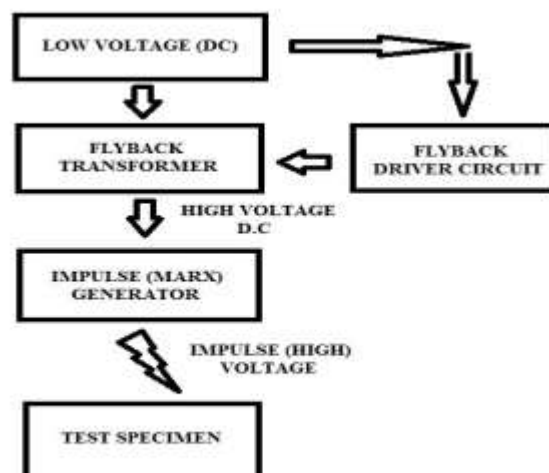 LOW VOLTAGE (DC)
FLYBACK
TRANSFORMER
FLYBACK
DRIVER CIRCUIT
HIGH VOLTAGE
D.C
IMPULSE (MARX)
GENERATOR
IMPULSE (HIGH)
VOLTAGE
TEST SPECIMEN